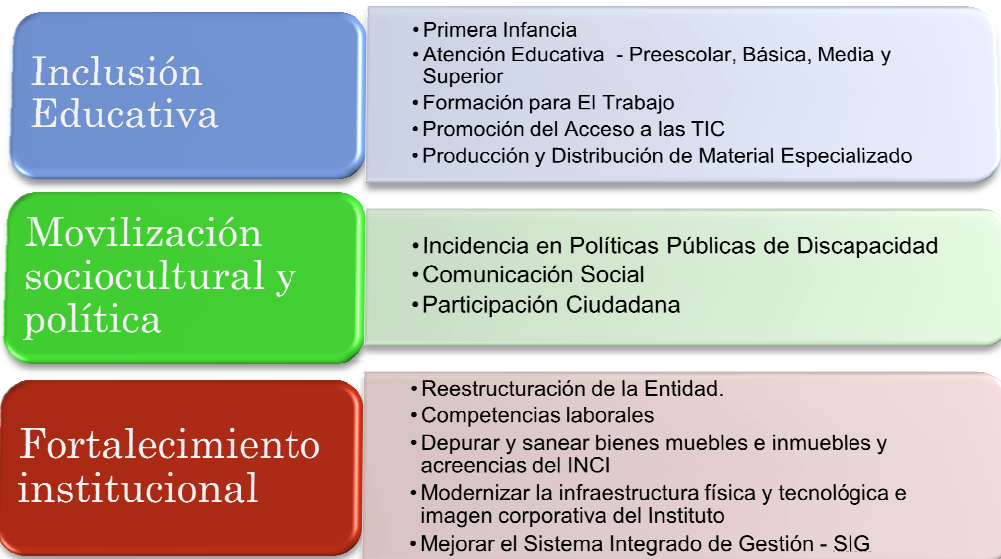 Inclusión
Educativa
• Primera Infancia
• Atención Educativa - Preescolar, Básica, Media y
Superior
• Formación para El Trabajo
• Promoción del Acceso a las TIC
• Producción y Distribución de Material Especializado
Movilización
sociocultural y
política
• Incidencia en Políticas Públicas de Discapacidad
• Comunicación Social
• Participación Ciudadana
Fortalecimiento
institucional
• Reestructuración de la Entidad.
• Competencias laborales
• Depurar y sanear bienes muebles e inmuebles y
acreencias del INCI
• Modernizar la infraestructura física y tecnológica e
imagen corporativa del Instituto
• Mejorar el Sistema Integrado de Gestión - SIG